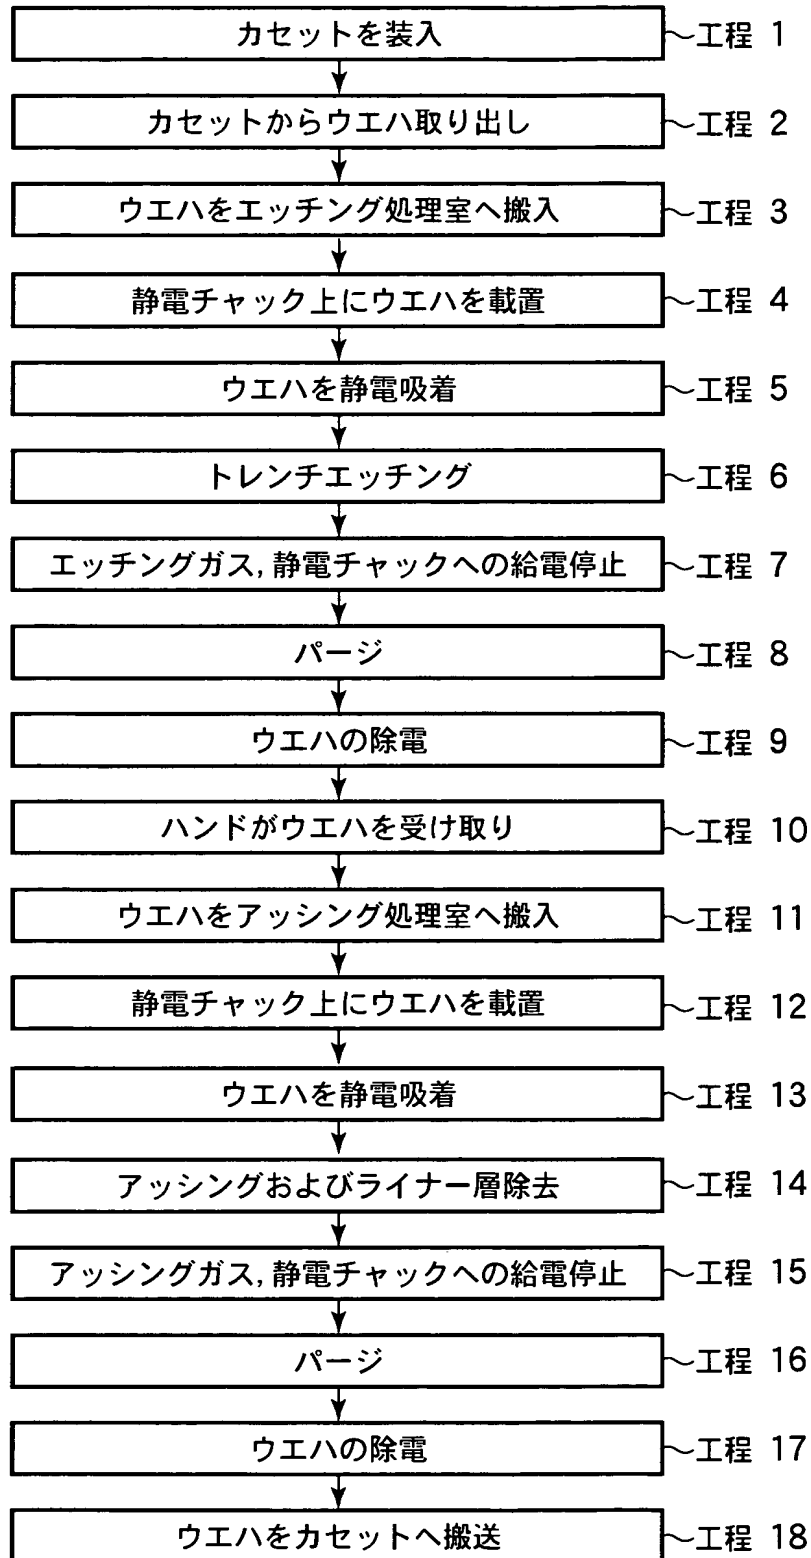 カセットを装入 工程 1
カセットからウエハ取り出し 工程 2
ウエハをエッチング処理室へ搬入 工程 3
静電チャック上にウエハを載置 工程 4
ウエハを静電吸着 工程 5
トレンチエッチング 工程 6
エッチングガス,静電チャックへの給電停止 工程 7
パージ 工程 8
ウエハの除電 工程 9
ハンドがウエハを受け取り 工程 10
ウエハをアッシング処理室へ搬入 工程 11
静電チャック上にウエハを載置 工程 12
ウエハを静電吸着 工程 13
アッシングおよびライナー層除去 工程 14
アッシングガス,静電チャックへの給電停止 工程 15
パージ 工程 16
ウエハの除電 工程 17
ウエハをカセットへ搬送 工程 18